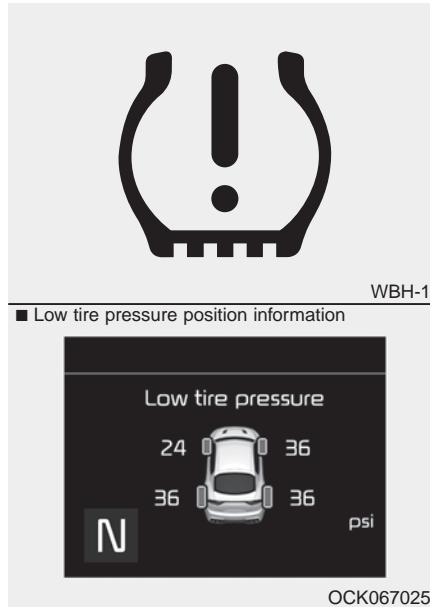 WBH-1
■ Low tire pressure position information
Low tire pressure
24 36
36 36
psi
N
OCK067025